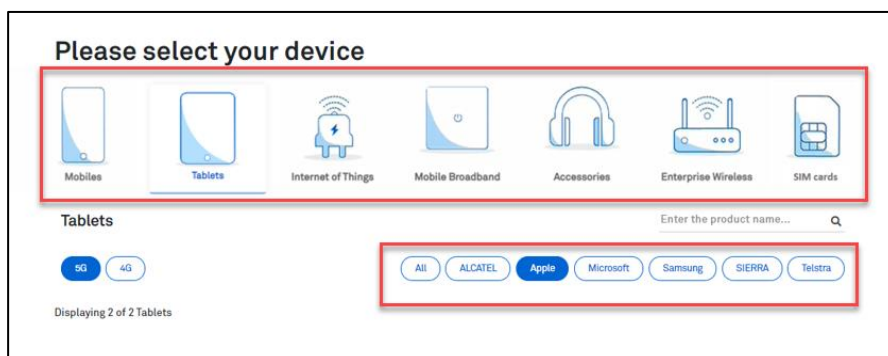 Please select your device
Mobiles Tablets Internet of Things Mobile Broadband Accessories Enterprise Wireless SIM cards
Tablets Enter the product name...
5G 4G All ALCATEL Apple Microsoft Samsung SIERRA Telstra
Displaying 2 of 2 Tablets